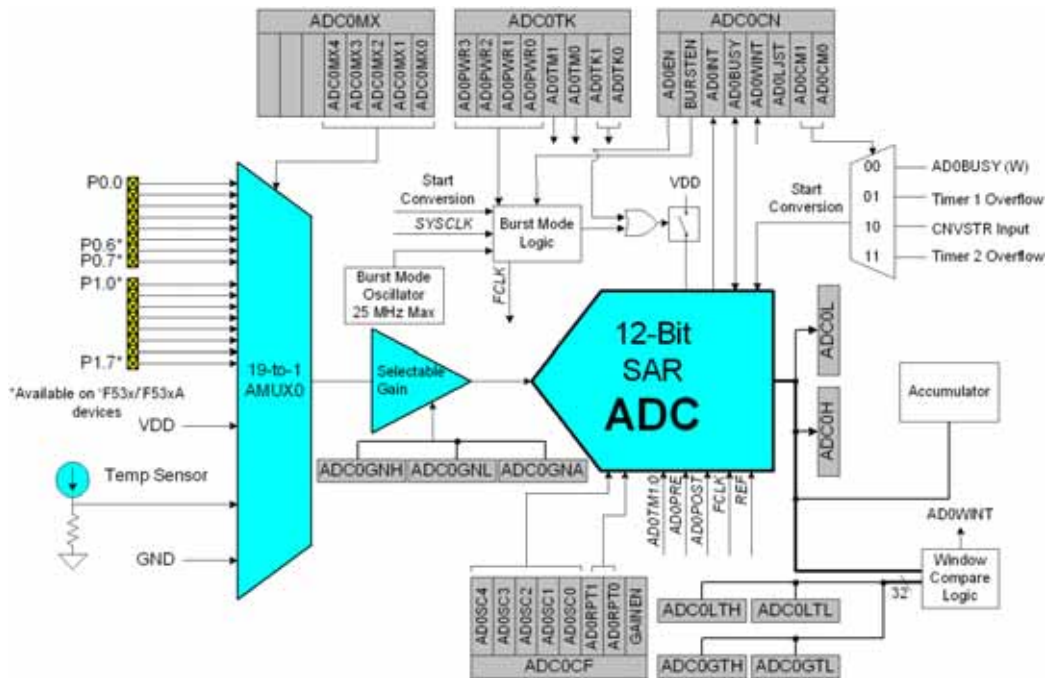 ADC0MX
ADC0MX4
ADC0MX3
ADC0MX2
ADC0MX1
ADC0MX0
ADC0TK
AD0PWR3
AD0PWR2
AD0PWR1
AD0PWR0
AD0TM1
AD0TM0
AD0TK1
AD0TK0
ADC0CN
AD0EN
BURSTEN
AD0INT
AD0BUSY
AD0WINT
AD0LJST
AD0CM1
AD0CM0
P0.0
P0.6*
P0.7*
P1.0*
P1.7*
*Available on 'F53x/'F53xA
devices
VDD
Temp Sensor
GND
19-to-1
AMUX0
Start
Conversion
SYSCLK
Burst Mode
Logic
Burst Mode
Oscillator
25 MHz Max
FCLK
VDD
Start
Conversion
00
01
10
11
AD0BUSY (W)
Timer 1 Overflow
CNVSTR Input
Timer 2 Overflow
Selectable
Gain
ADC0GNH
ADC0GNL
ADC0GNA
12-Bit
SAR
ADC
ADC0L
ADC0H
Accumulator
AD0TM1:0
AD0PRE
AD0POST
FCLK
REF
AD0WINT
Window
Compare
Logic
32
ADC0LTH
ADC0LTL
ADC0GTH
ADC0GTL
AD0SC4
AD0SC3
AD0SC2
AD0SC1
AD0SC0
AD0RPT1
AD0RPT0
GAINEN
ADC0CF